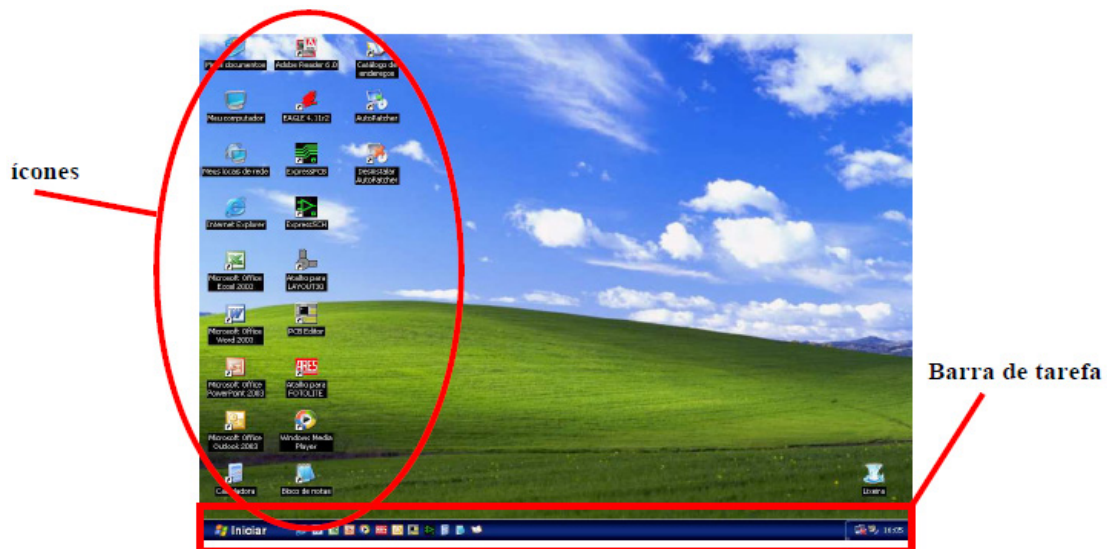 Meus documentos
Adobe Reader 6.0
Catálogo de
endereços
Meu computador
EAGLE 4.11r2
AutoPatcher
Meus locais de rede
ExpressPCB
Desinstalar
AutoPatcher
ícones
Internet Explorer
ExpressSCH
Microsoft Office
Excel 2003
Atalho para
LAYOUT30
Microsoft Office
Word 2003
PCB Editor
Microsoft Office
PowerPoint 2003
Atalho para
FOTOLITE
Barra de tarefa
Microsoft Office
Outlook 2003
Windows Media
Player
Calculadora
Bloco de notas
Lixeira
Iniciar
16:05